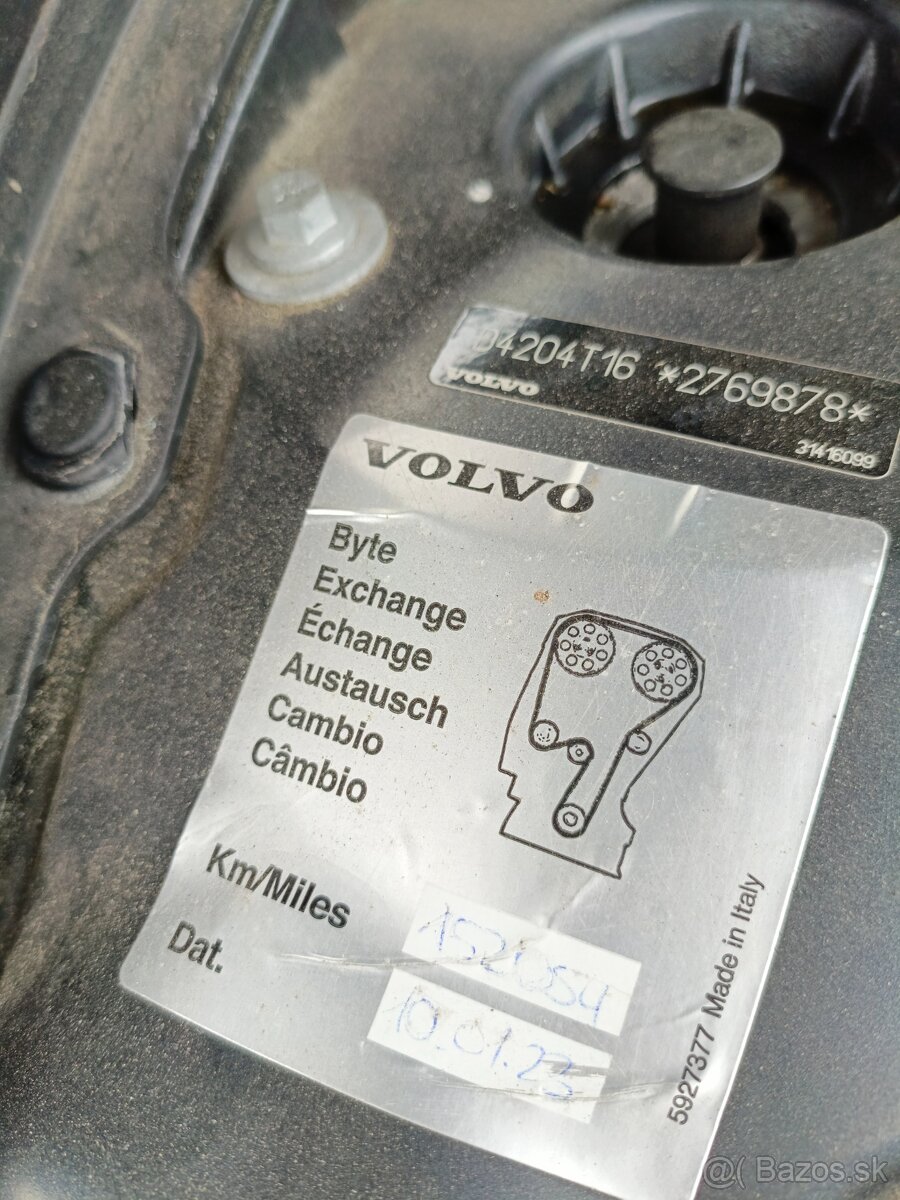 D4204T16 *2769878*
VOLVO
31416099
VOLVO
Byte
Exchange
Échange
Austausch
Cambio
Câmbio
Km/Miles
152054
Dat.
10.01.23
5927377 Made in Italy
@( Bazos.sk